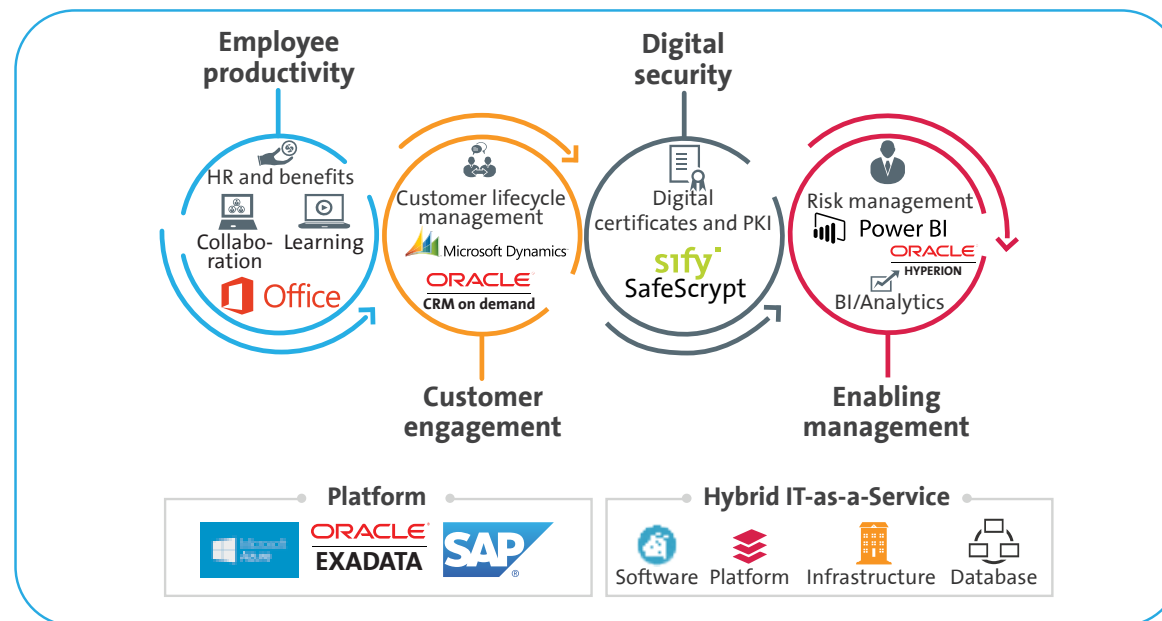 Employee
productivity
Digital
security
HR and benefits
Collabo-
ration
Learning
Office
Customer lifecycle
management
Microsoft Dynamics
ORACLE
CRM on demand
Digital
certificates and PKI
sify
SafeScrypt
Risk management
Power BI
ORACLE
HYPERION
BI/Analytics
Customer
engagement
Enabling
management
Platform
Microsoft
Azure
ORACLE
EXADATA
SAP
Hybrid IT-as-a-Service
Software
Platform
Infrastructure
Database